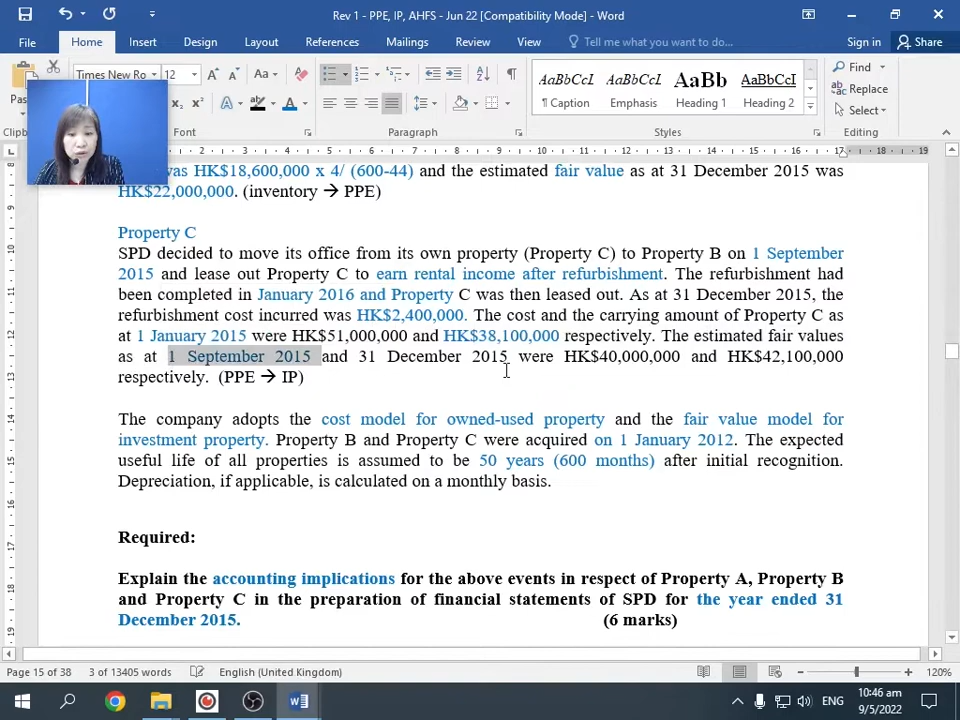 Rev 1 - PPE, IP, AHFS - Jun 22 [Compatibility Mode] - Word
File Home Insert Design Layout References Mailings Review View Tell me what you want to do... Sign in Share
Times New Ro 12 Aa AaBbCcI AaBbCcI AaBb AaBbCcI Find
Pas ¶ Caption Emphasis Heading 1 Heading 2 Replace
Select
Clipb Font Paragraph Styles Editing
was HK$18,600,000 x 4/ (600-44) and the estimated fair value as at 31 December 2015 was
HK$22,000,000. (inventory → PPE)
Property C
SPD decided to move its office from its own property (Property C) to Property B on 1 September
2015 and lease out Property C to earn rental income after refurbishment. The refurbishment had
been completed in January 2016 and Property C was then leased out. As at 31 December 2015, the
refurbishment cost incurred was HK$2,400,000. The cost and the carrying amount of Property C as
at 1 January 2015 were HK$51,000,000 and HK$38,100,000 respectively. The estimated fair values
as at 1 September 2015 and 31 December 2015 were HK$40,000,000 and HK$42,100,000
respectively. (PPE → IP)
The company adopts the cost model for owned-used property and the fair value model for
investment property. Property B and Property C were acquired on 1 January 2012. The expected
useful life of all properties is assumed to be 50 years (600 months) after initial recognition.
Depreciation, if applicable, is calculated on a monthly basis.
Required:
Explain the accounting implications for the above events in respect of Property A, Property B
and Property C in the preparation of financial statements of SPD for the year ended 31
December 2015. (6 marks)
Page 15 of 38 3 of 13405 words English (United Kingdom) 120%
ENG 10:46 am
9/5/2022